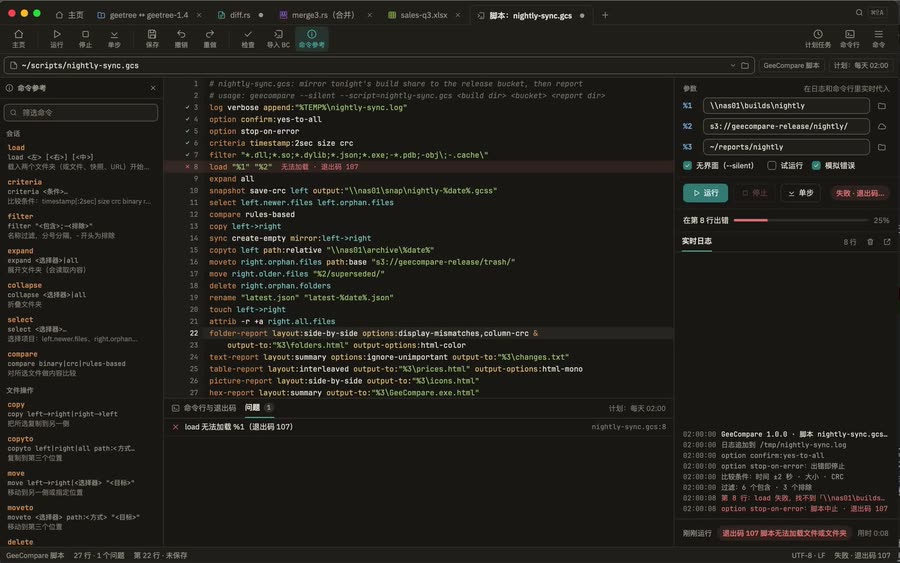 主页
geetree ↔ geetree-1.4 ×
diff.rs
merge3.rs（合并） ×
sales-q3.xlsx ×
脚本：nightly-sync.gcs
+
主页
运行
停止
单步
保存
撤销
重做
检查
导入 BC
命令参考
计划任务
命令行
命令
~/scripts/nightly-sync.gcs
GeeCompare 脚本
计划：每天 02:00
命令参考 ×
筛选命令
会话
load
load <左> [<右>] [<中>]
载入两个文件夹（或文件、快照、URL）开始…
criteria
criteria <条件>…
比较条件：timestamp[:2sec] size crc binary r…
filter
filter "<包含>;-<排除>"
名称过滤，分号分隔，- 开头为排除
expand
expand <选择器>|all
展开文件夹（会读取内容）
collapse
collapse <选择器>|all
折叠文件夹
select
select <选择器>…
选择项目：left.newer.files、right.orphan…
compare
compare binary|crc|rules-based
对所选文件做内容比较
文件操作
copy
copy left→right|right→left
把所选复制到另一侧
copyto
copyto left|right|all path:<方式…
复制到第三个位置
move
move left→right|<选择器> "<目标>"
移动到另一侧或指定位置
moveto
moveto <选择器> path:<方式> "<目标>"
移动到第三个位置
delete
1 # nightly-sync.gcs: mirror tonight's build share to the release bucket, then report
2 # usage: geecompare --silent --script=nightly-sync.gcs <build dir> <bucket> <report dir>
3 log verbose append:"%TEMP%\nightly-sync.log"
4 option confirm:yes-to-all
5 option stop-on-error
6 criteria timestamp:2sec size crc
7 filter "*.dll;*.so;*.dylib;*.json;*.exe;-*.pdb;-obj\;-.cache\"
8 load "%1" "%2" 无法加载 · 退出码 107
9 expand all
10 snapshot save-crc left output:"\\nas01\snap\nightly-%date%.gcss"
11 select left.newer.files left.orphan.files
12 compare rules-based
13 copy left→right
14 sync create-empty mirror:left→right
15 copyto left path:relative "\\nas01\archive\%date%"
16 moveto right.orphan.files path:base "s3://geecompare-release/trash/"
17 move right.older.files "%2/superseded/"
18 delete right.orphan.folders
19 rename "latest.json" "latest-%date%.json"
20 touch left→right
21 attrib -r +a right.all.files
22 folder-report layout:side-by-side options:display-mismatches,column-crc &
23 output-to:"%3\folders.html" output-options:html-color
24 text-report layout:summary options:ignore-unimportant output-to:"%3\changes.txt"
25 table-report layout:interleaved output-to:"%3\prices.html" output-options:html-mono
26 picture-report layout:side-by-side output-to:"%3\icons.html"
27 hex-report layout:summary output-to:"%3\GeeCompare.exe.html"
命令行与退出码
问题 1
计划：每天 02:00
load 无法加载 %1（退出码 107）
nightly-sync.gcs:8
参数
在日志和命令行里实时代入
%1 \\nas01\builds\nightly
%2 s3://geecompare-release/nightly/
%3 ~/reports/nightly
无界面（--silent）
试运行
模拟错误
运行
停止
单步
失败 · 退出码…
在第 8 行出错
25%
实时日志
8 行
02:00:00 GeeCompare 1.0.0 · 脚本 nightly-sync.gc…
02:00:00 日志追加到 /tmp/nightly-sync.log
02:00:00 option confirm:yes-to-all
02:00:00 option stop-on-error：出错即停止
02:00:00 比较条件：时间 ±2 秒 · 大小 · CRC
02:00:00 过滤：6 个包含 · 3 个排除
02:00:08 第 8 行：load 失败，找不到「\\nas01\builds…
02:00:08 option stop-on-error：脚本中止 · 退出码 107
刚刚运行
退出码 107 脚本无法加载文件或文件夹
用时 0:08
GeeCompare 脚本
27 行 · 1 个问题
第 22 行 · 未保存
UTF-8 · LF
失败 · 退出码 107